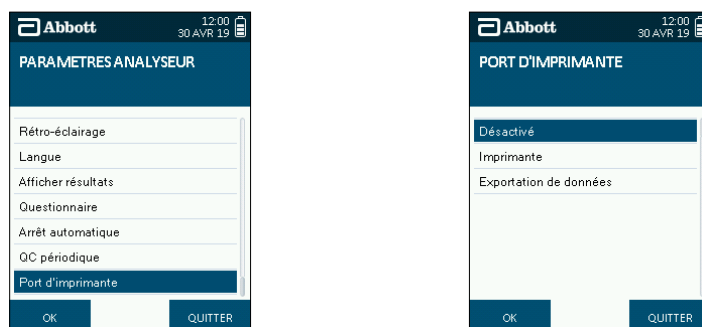 Abbott
12:00
30 AVR 19
PARAMETRES ANALYSEUR
Rétro-éclairage
Langue
Afficher résultats
Questionnaire
Arrêt automatique
QC périodique
Port d'imprimante
OK
QUITTER
Abbott
12:00
30 AVR 19
PORT D'IMPRIMANTE
Désactivé
Imprimante
Exportation de données
OK
QUITTER